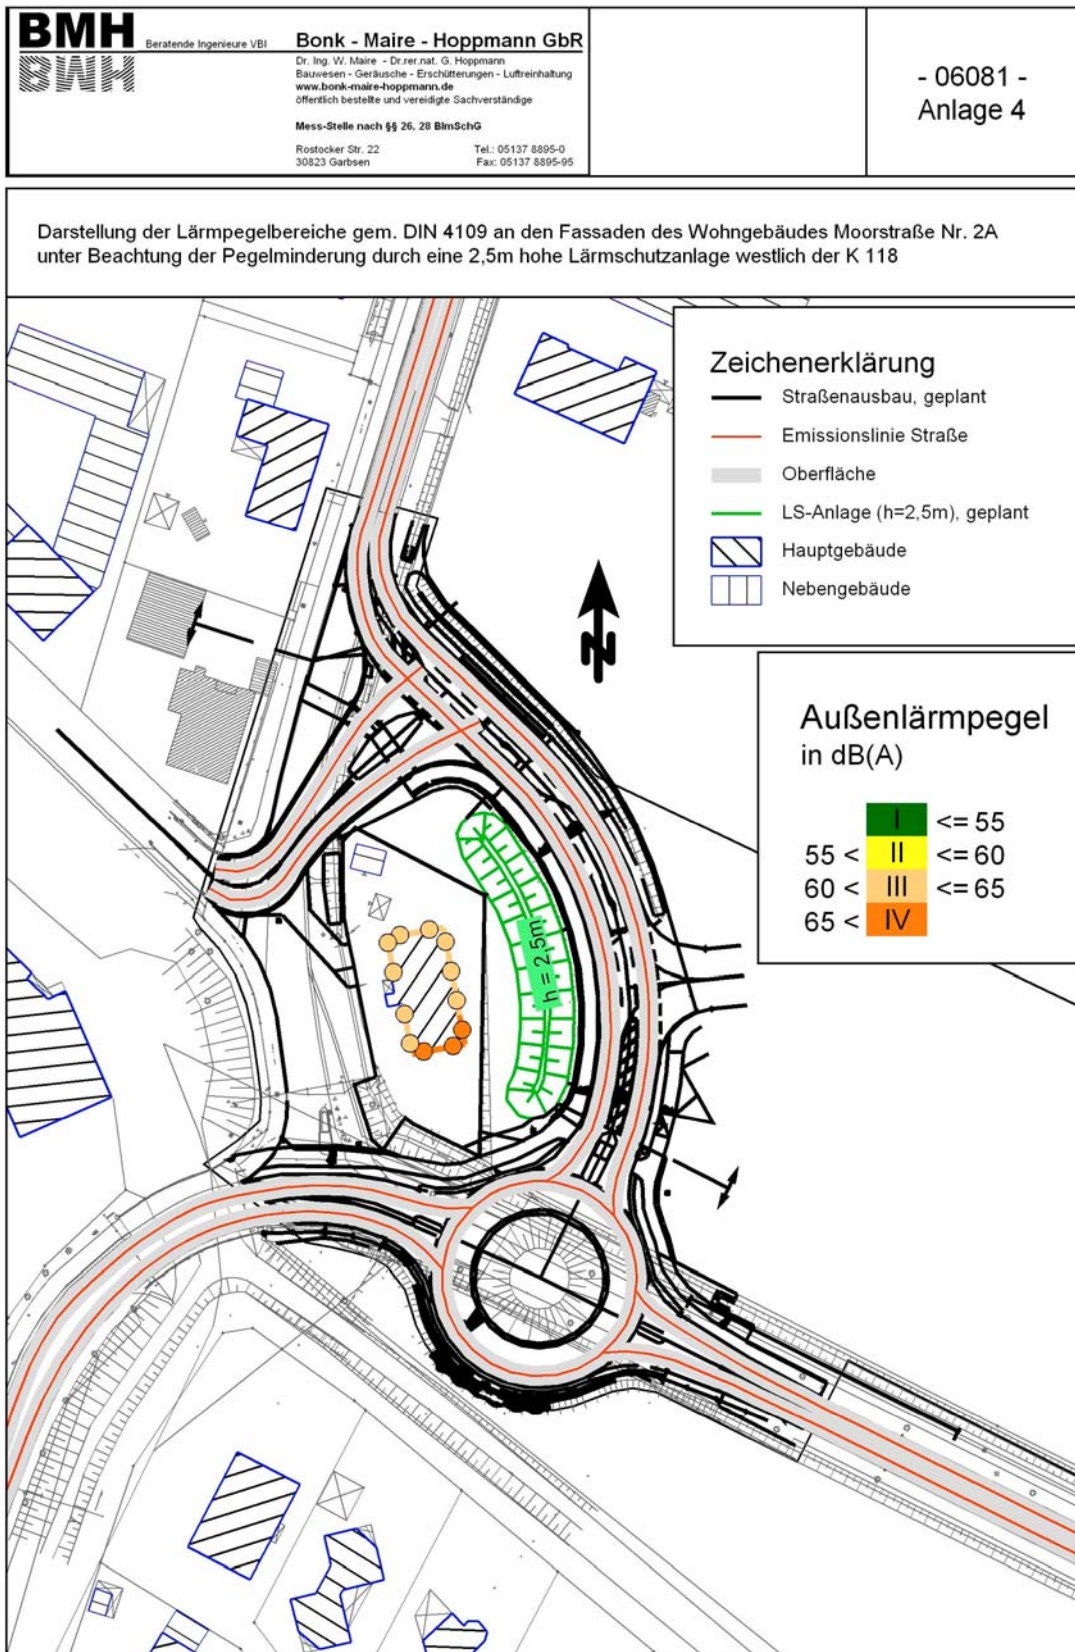 BMH
Beratende Ingenieure VBI
BMH
Bonk - Maire - Hoppmann GbR
Dr. Ing. W. Maire - Dr.rer.nat. G. Hoppmann
Bauwesen - Geräusche - Erschütterungen - Luftreinhaltung
www.bonk-maire-hoppmann.de
öffentlich bestellte und vereidigte Sachverständige
Mess-Stelle nach §§ 26, 28 BImSchG
Rostocker Str. 22 Tel.: 05137 8895-0
30823 Garbsen Fax: 05137 8895-95
- 06081 -
Anlage 4
Darstellung der Lärmpegelbereiche gem. DIN 4109 an den Fassaden des Wohngebäudes Moorstraße Nr. 2A
unter Beachtung der Pegelminderung durch eine 2,5m hohe Lärmschutzanlage westlich der K 118
Zeichenerklärung
Straßenausbau, geplant
Emissionslinie Straße
Oberfläche
LS-Anlage (h=2,5m), geplant
Hauptgebäude
Nebengebäude
N
Außenlärmpegel
in dB(A)
I <= 55
55 < II <= 60
60 < III <= 65
65 < IV
h = 2,5m